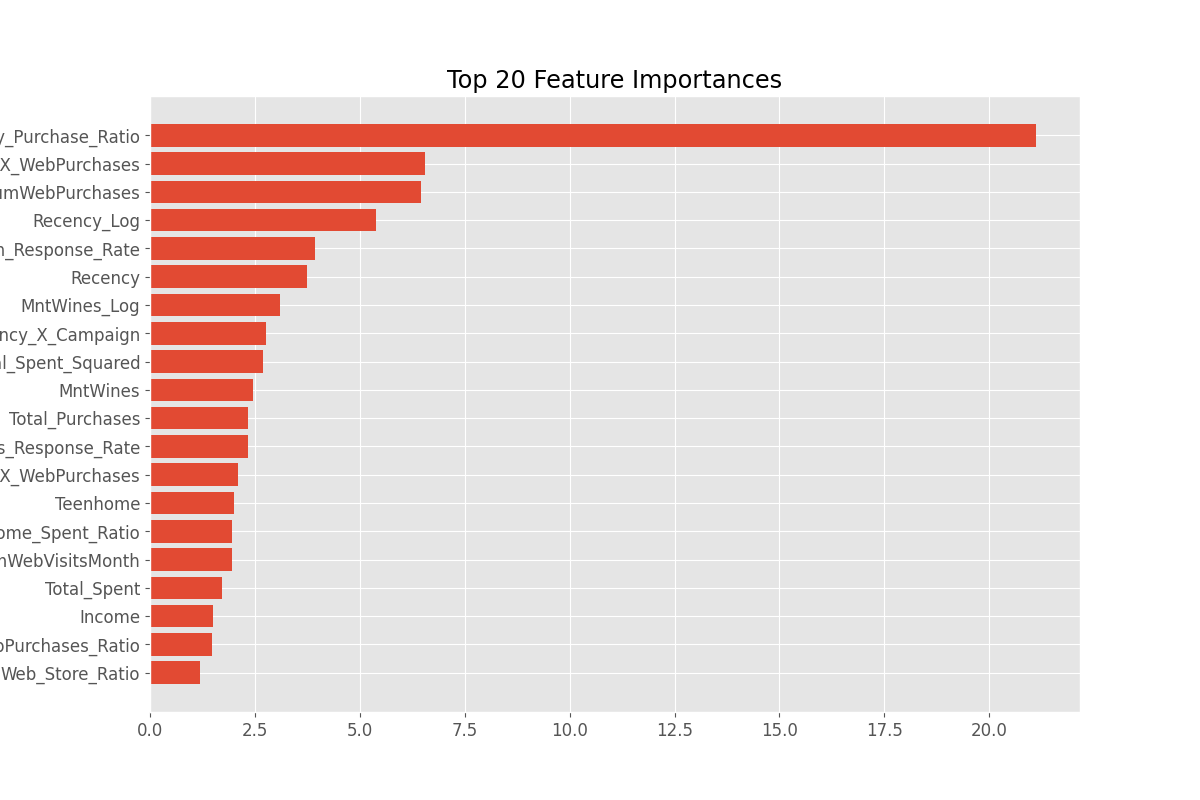 Top 20 Feature Importances
y_Purchase_Ratio
X_WebPurchases
umWebPurchases
Recency_Log
n_Response_Rate
Recency
MntWines_Log
ncy_X_Campaign
al_Spent_Squared
MntWines
Total_Purchases
s_Response_Rate
X_WebPurchases
Teenhome
ome_Spent_Ratio
mWebVisitsMonth
Total_Spent
Income
bPurchases_Ratio
Web_Store_Ratio
0.0 2.5 5.0 7.5 10.0 12.5 15.0 17.5 20.0